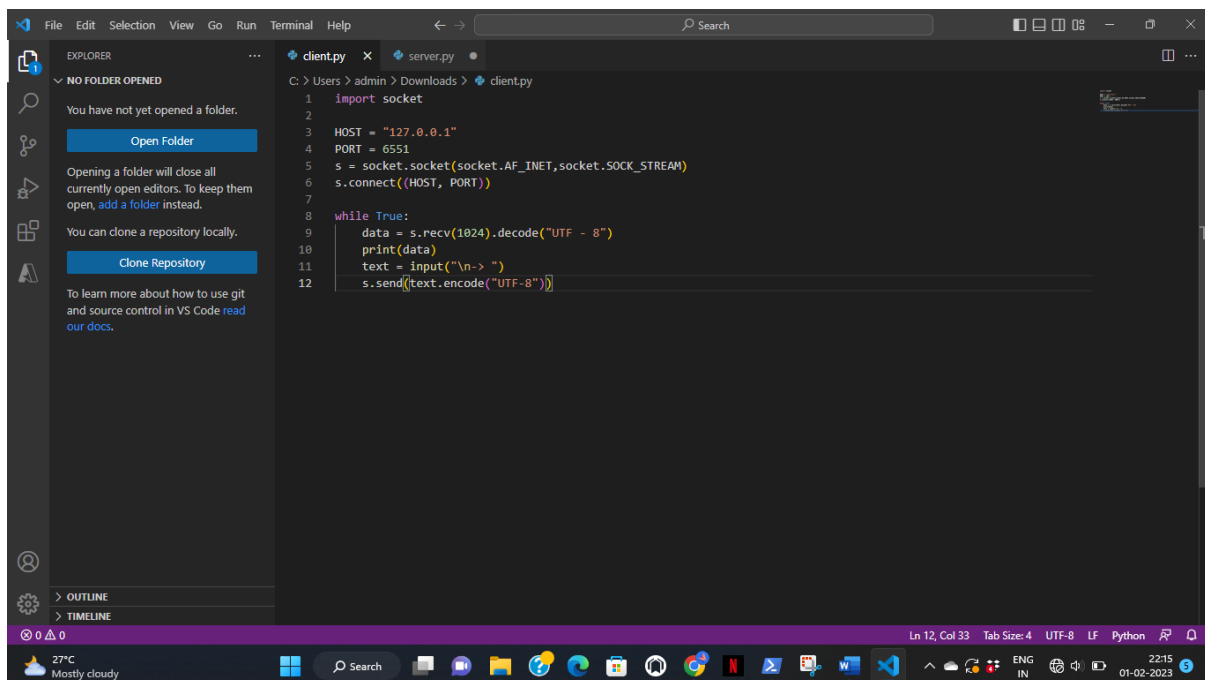 File Edit Selection View Go Run Terminal Help Search
EXPLORER
NO FOLDER OPENED
You have not yet opened a folder.
Open Folder
Opening a folder will close all
currently open editors. To keep them
open, add a folder instead.
You can clone a repository locally.
Clone Repository
To learn more about how to use git
and source control in VS Code read
our docs.
OUTLINE
TIMELINE
client.py server.py
C: > Users > admin > Downloads > client.py
1 import socket
2
3 HOST = "127.0.0.1"
4 PORT = 6551
5 s = socket.socket(socket.AF_INET,socket.SOCK_STREAM)
6 s.connect((HOST, PORT))
7
8 while True:
9     data = s.recv(1024).decode("UTF - 8")
10     print(data)
11     text = input("\n-> ")
12     s.send(text.encode("UTF-8"))
0 0 Ln 12, Col 33 Tab Size: 4 UTF-8 LF Python
27°C
Mostly cloudy
Search
ENG
IN
22:15
01-02-2023
5